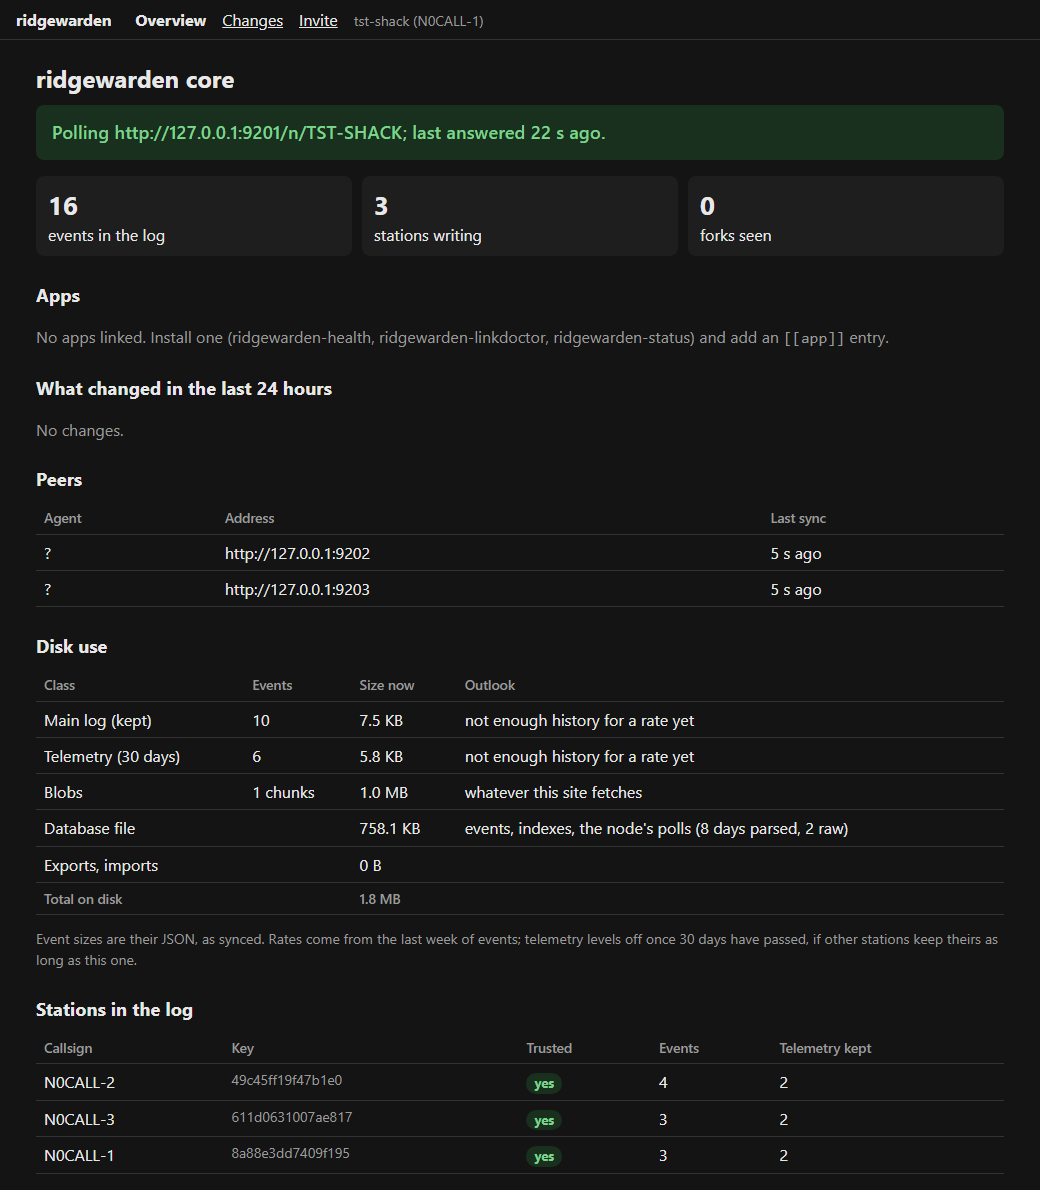 ridgewarden Overview Changes Invite tst-shack (N0CALL-1)
ridgewarden core
Polling http://127.0.0.1:9201/n/TST-SHACK; last answered 22 s ago.
16 3 0
events in the log stations writing forks seen
Apps
No apps linked. Install one (ridgewarden-health, ridgewarden-linkdoctor, ridgewarden-status) and add an [[app]] entry.
What changed in the last 24 hours
No changes.
Peers
Agent Address Last sync
? http://127.0.0.1:9202 5 s ago
? http://127.0.0.1:9203 5 s ago
Disk use
Class Events Size now Outlook
Main log (kept) 10 7.5 KB not enough history for a rate yet
Telemetry (30 days) 6 5.8 KB not enough history for a rate yet
Blobs 1 chunks 1.0 MB whatever this site fetches
Database file 758.1 KB events, indexes, the node's polls (8 days parsed, 2 raw)
Exports, imports 0 B
Total on disk 1.8 MB
Event sizes are their JSON, as synced. Rates come from the last week of events; telemetry levels off once 30 days have passed, if other stations keep theirs as
long as this one.
Stations in the log
Callsign Key Trusted Events Telemetry kept
N0CALL-2 49c45ff19f47b1e0 yes 4 2
N0CALL-3 611d0631007ae817 yes 3 2
N0CALL-1 8a88e3dd7409f195 yes 3 2